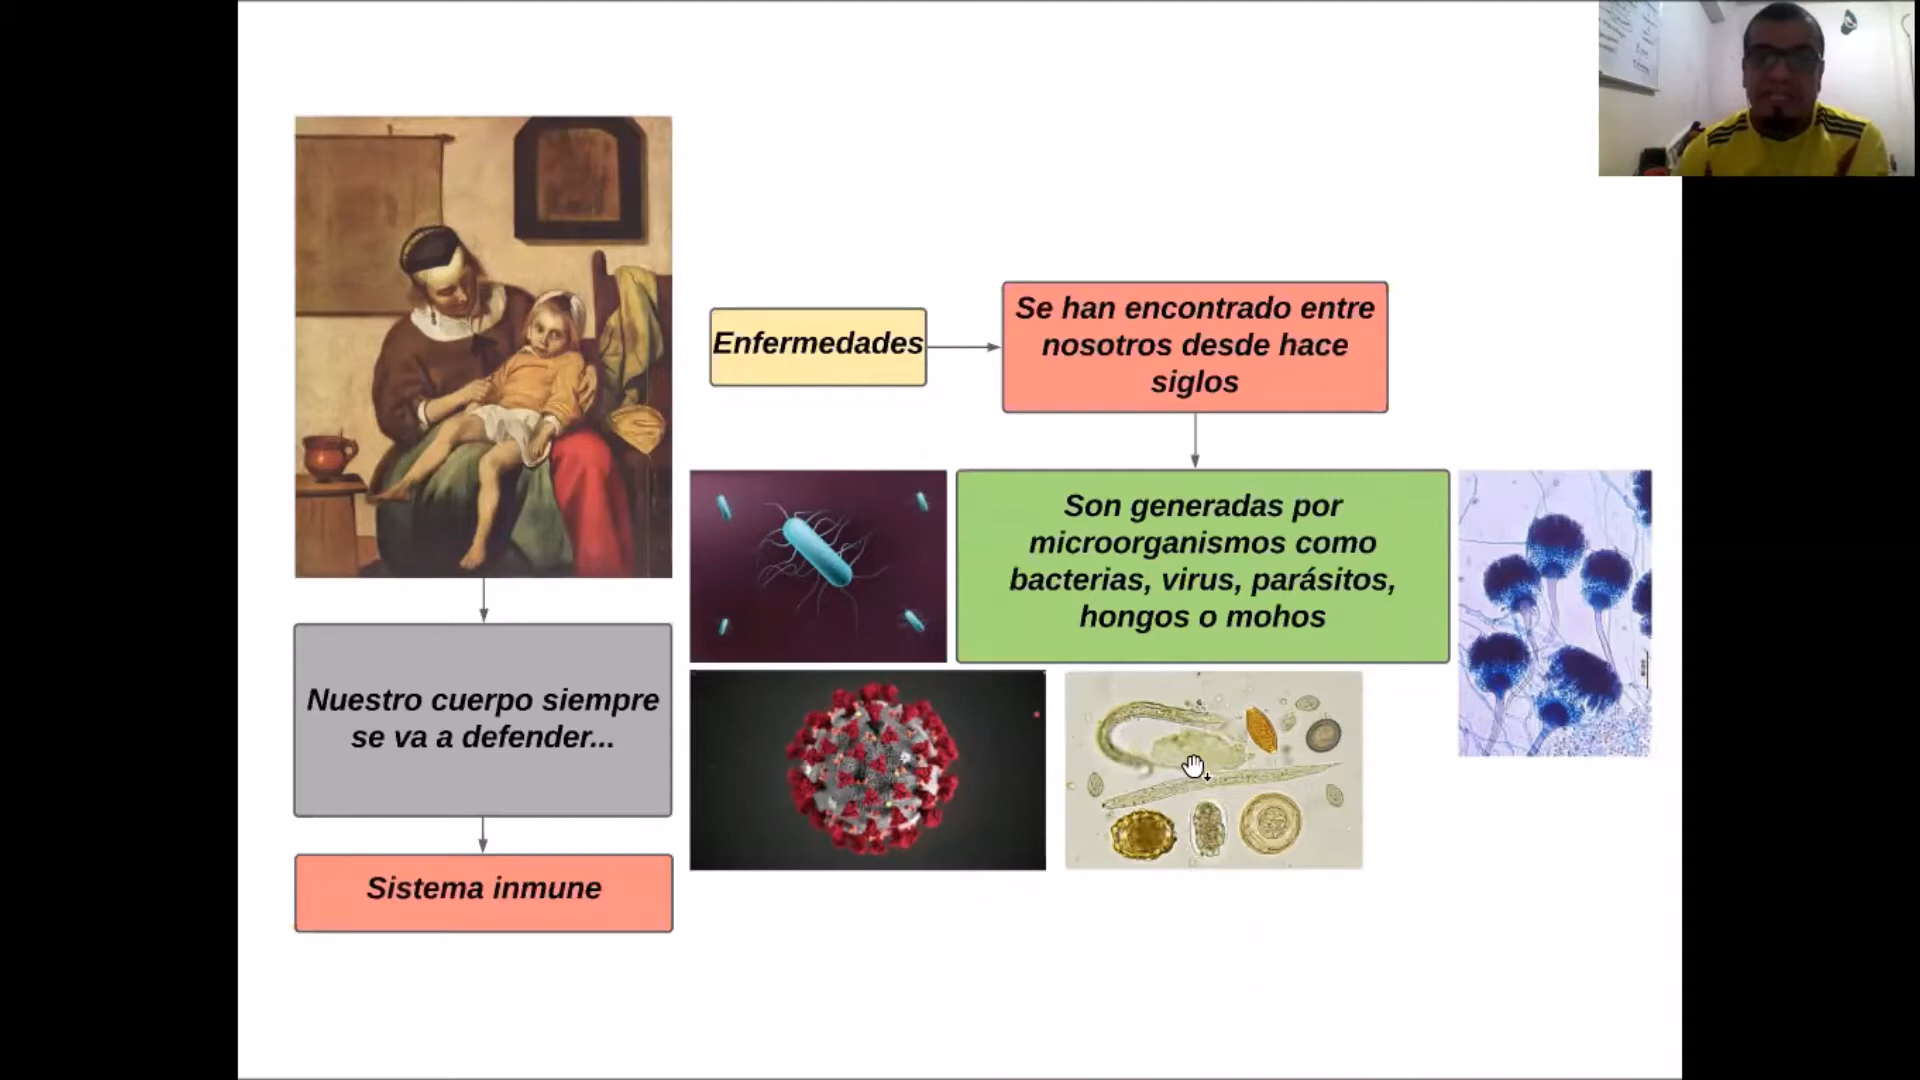 Enfermedades
Se han encontrado entre
nosotros desde hace
siglos
Son generadas por
microorganismos como
bacterias, virus, parásitos,
hongos o mohos
Nuestro cuerpo siempre
se va a defender...
Sistema inmune